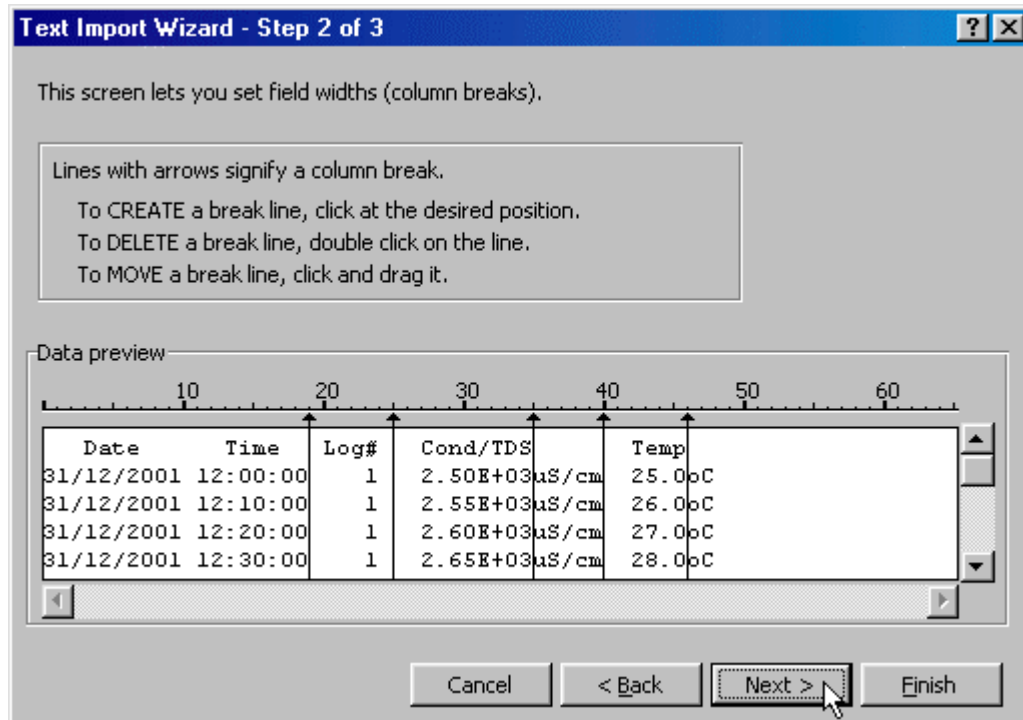 Text Import Wizard - Step 2 of 3
This screen lets you set field widths (column breaks).
Lines with arrows signify a column break.
To CREATE a break line, click at the desired position.
To DELETE a break line, double click on the line.
To MOVE a break line, click and drag it.
Data preview
10 20 30 40 50 60
Date Time Log# Cond/TDS Temp
31/12/2001 12:00:00 1 2.50E+03uS/cm 25.0oC
31/12/2001 12:10:00 1 2.55E+03uS/cm 26.0oC
31/12/2001 12:20:00 1 2.60E+03uS/cm 27.0oC
31/12/2001 12:30:00 1 2.65E+03uS/cm 28.0oC
Cancel < Back Next > Finish